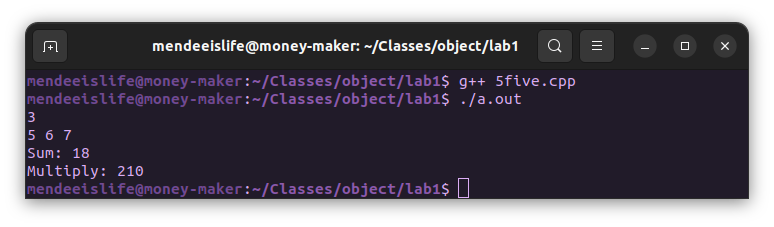 mendeeislife@money-maker: ~/Classes/object/lab1
mendeeislife@money-maker:~/Classes/object/lab1$ g++ 5five.cpp
mendeeislife@money-maker:~/Classes/object/lab1$ ./a.out
3
5 6 7
Sum: 18
Multiply: 210
mendeeislife@money-maker:~/Classes/object/lab1$